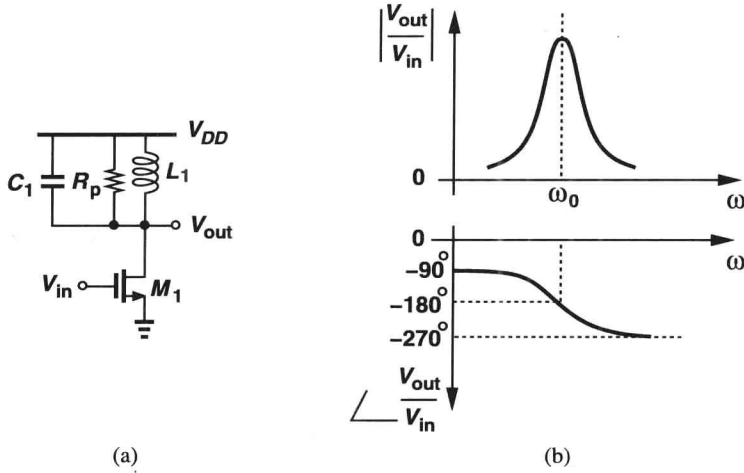 V_DD
C_1
R_p
L_1
V_out
V_in
M_1
(a)
|V_out/V_in|
0
ω_0
ω
0
−90°
ω
−180°
−270°
∠ V_out/V_in
(b)